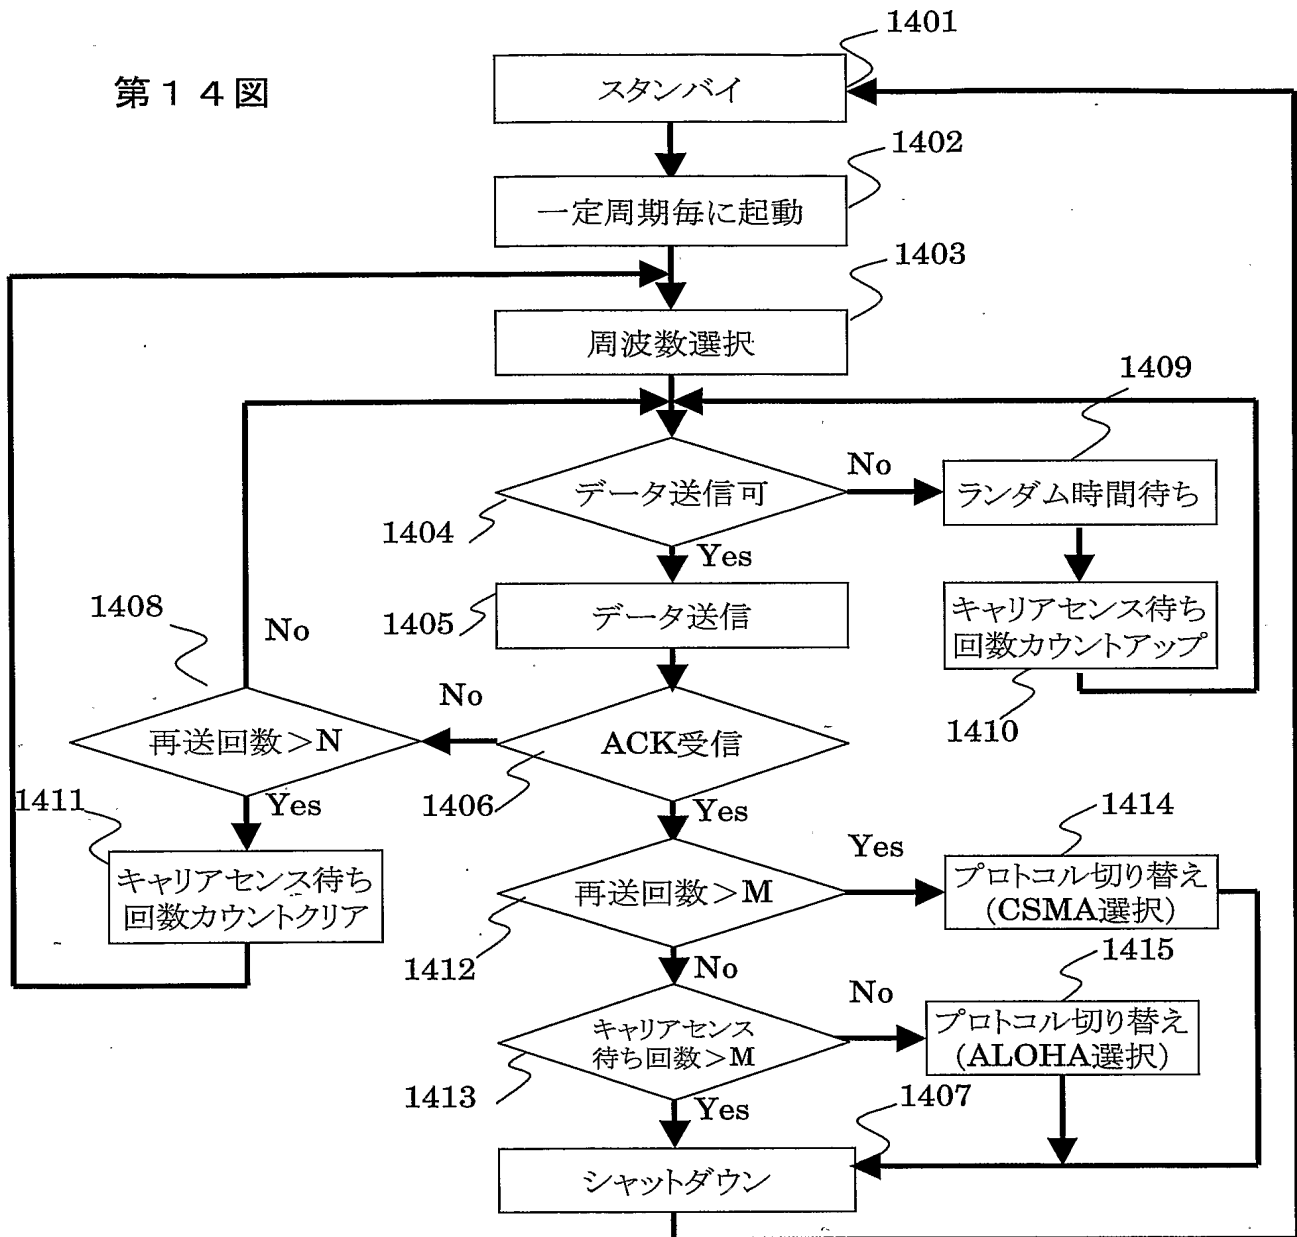 第14図
1401
スタンバイ
1402
一定周期毎に起動
1403
周波数選択
1409
データ送信可
No
ランダム時間待ち
1404
Yes
1408
1405
データ送信
キャリアセンス待ち
回数カウントアップ
No
No
1410
再送回数>N
ACK受信
1411
Yes
1406
Yes
1414
キャリアセンス待ち
回数カウントクリア
再送回数>M
Yes
プロトコル切り替え
(CSMA選択)
1412
No
1415
キャリアセンス
待ち回数>M
No
プロトコル切り替え
(ALOHA選択)
1413
Yes
1407
シャットダウン